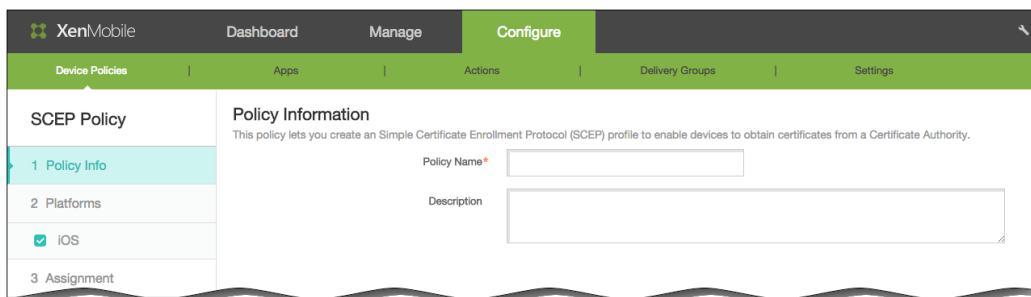 XenMobile Dashboard Manage Configure
Device Policies | Apps | Actions | Delivery Groups | Settings
SCEP Policy
1 Policy Info
2 Platforms
iOS
3 Assignment
Policy Information
This policy lets you create an Simple Certificate Enrollment Protocol (SCEP) profile to enable devices to obtain certificates from a Certificate Authority.
Policy Name*
Description